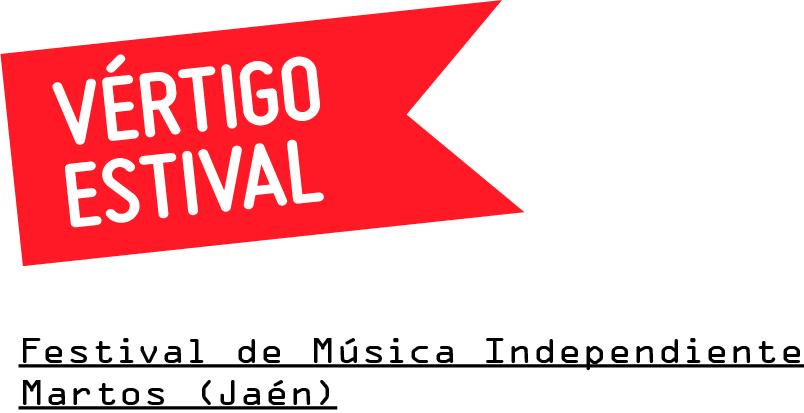 VÉRTIGO
ESTIVAL
Festival de Música Independiente
Martos (Jaén)